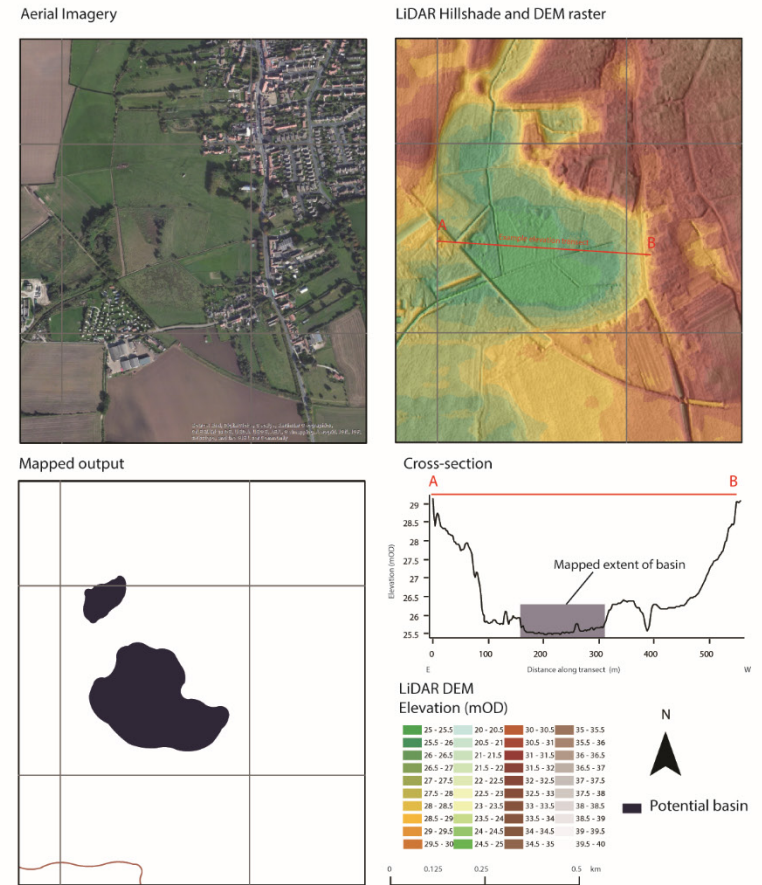 Aerial Imagery
LiDAR Hillshade and DEM raster
A
B
Mapped output
Cross-section
A
B
Elevation (mOD)
29
28.5
28
27.5
27
26.5
26
25.5
Mapped extent of basin
0
100
200
300
400
500
E
Distance along transect (m)
W
LiDAR DEM
Elevation (mOD)
25 - 25.5 20 - 20.5 30 - 30.5 35 - 35.5
25.5 - 26 20.5 - 21 30.5 - 31 35.5 - 36
26 - 26.5 21 - 21.5 31 - 31.5 36 - 36.5
26.5 - 27 21.5 - 22 31.5 - 32 36.5 - 37
27 - 27.5 22 - 22.5 32 - 32.5 37 - 37.5
27.5 - 28 22.5 - 23 32.5 - 33 37.5 - 38
28 - 28.5 23 - 23.5 33 - 33.5 38 - 38.5
28.5 - 29 23.5 - 24 33.5 - 34 38.5 - 39
29 - 29.5 24 - 24.5 34 - 34.5 39 - 39.5
29.5 - 30 24.5 - 25 34.5 - 35 39.5 - 40
N
Potential basin
0
0.125
0.25
0.5 km